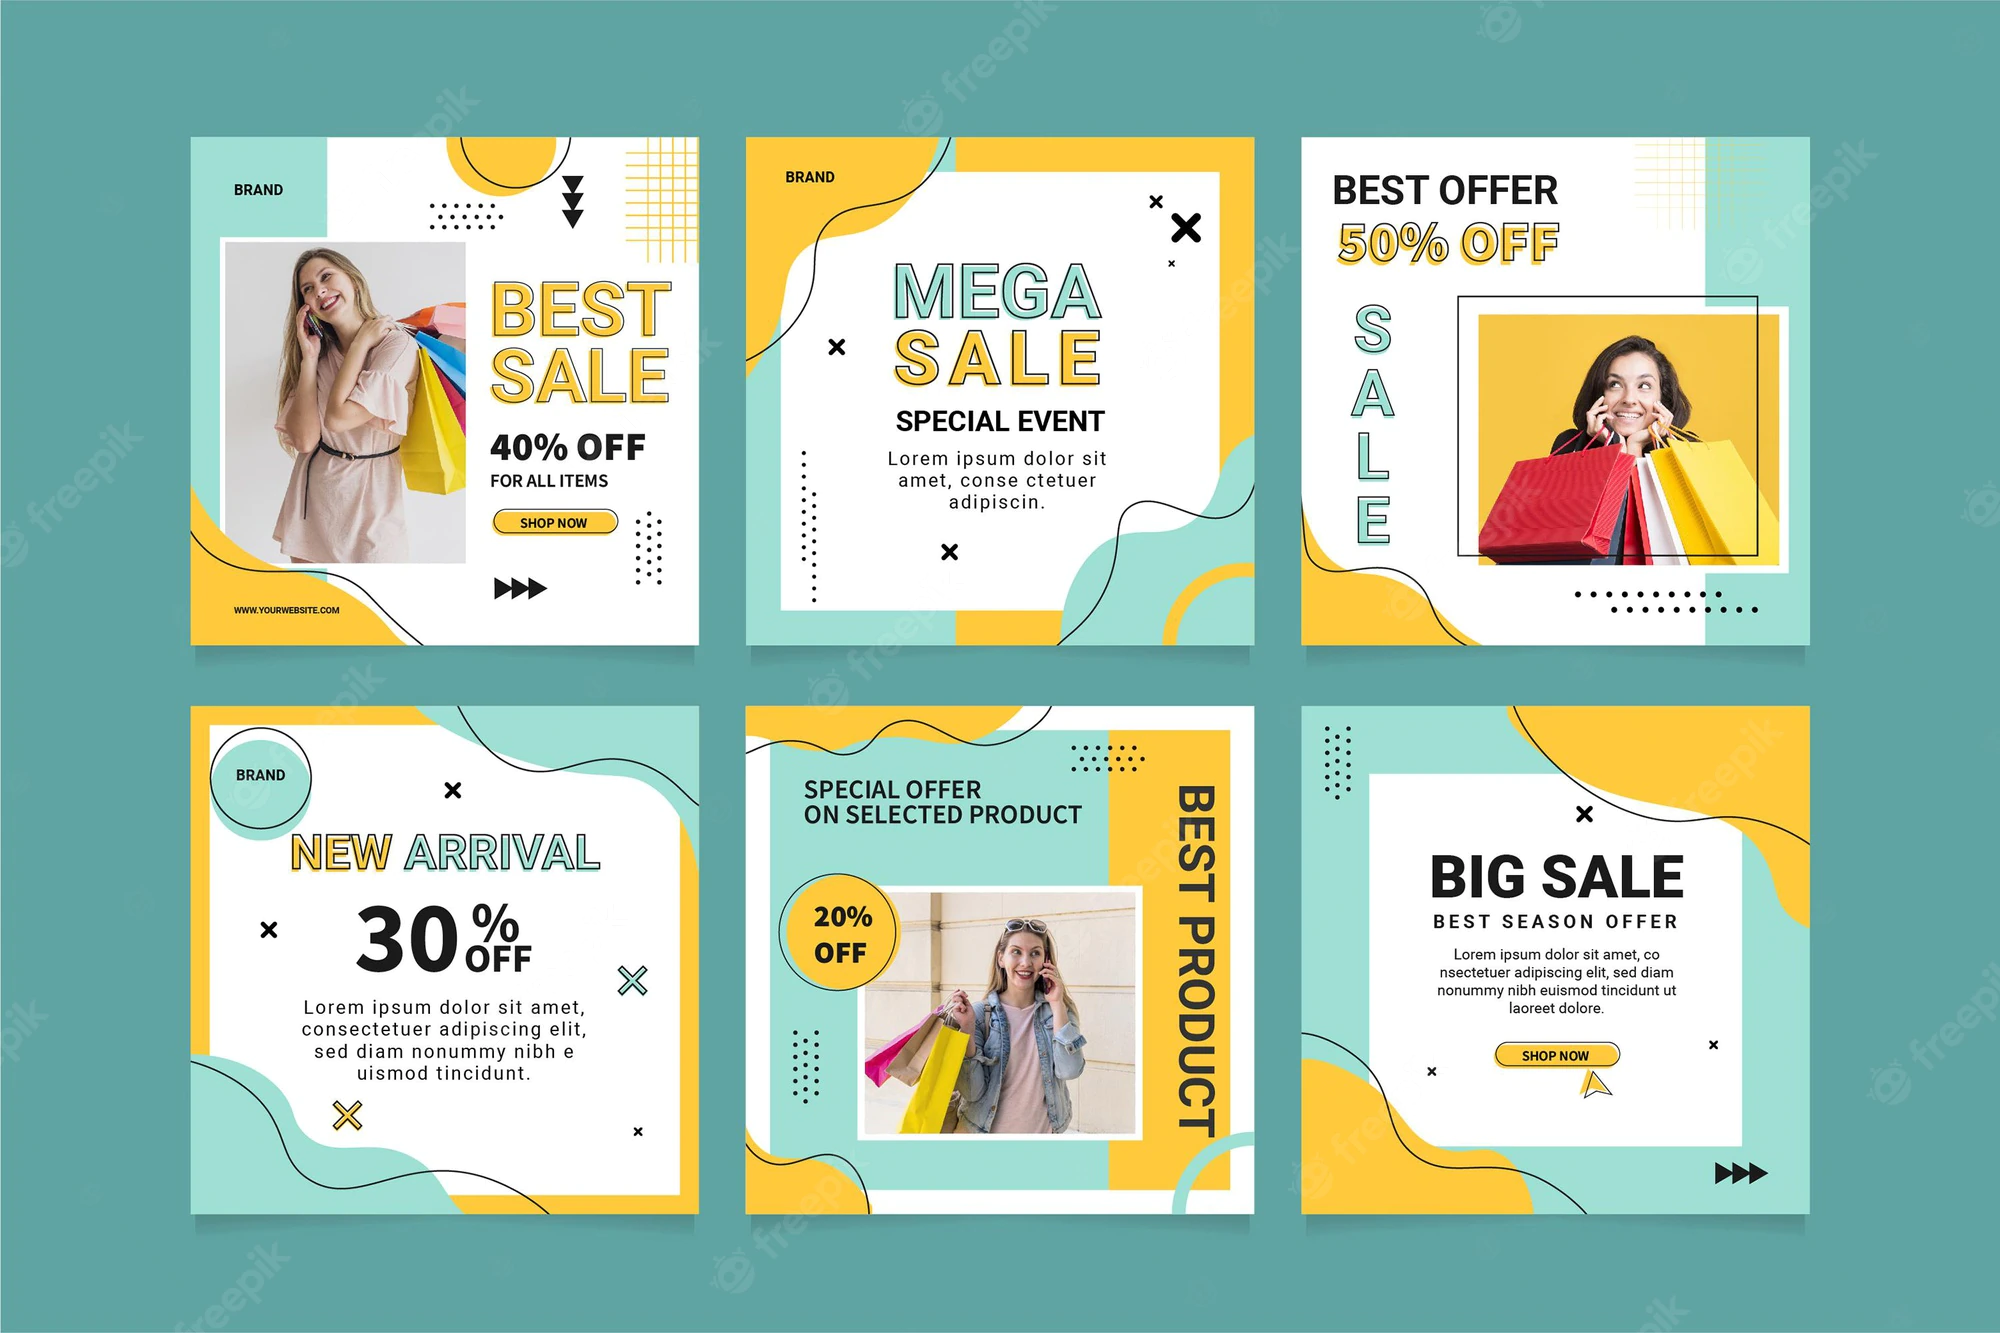 BRAND
BEST
SALE
40% OFF
FOR ALL ITEMS
SHOP NOW
WWW.YOURWEBSITE.COM
BRAND
MEGA
SALE
SPECIAL EVENT
Lorem ipsum dolor sit
amet, conse ctetuer
adipiscin.
BEST OFFER
50% OFF
SALE
BRAND
NEW ARRIVAL
30%
OFF
Lorem ipsum dolor sit amet,
consectetuer adipiscing elit,
sed diam nonummy nibh e
uismod tincidunt.
SPECIAL OFFER
ON SELECTED PRODUCT
20%
OFF
BEST PRODUCT
BIG SALE
BEST SEASON OFFER
Lorem ipsum dolor sit amet, co
nsectetuer adipiscing elit, sed diam
nonummy nibh euismod tincidunt ut
laoreet dolore.
SHOP NOW
freepik